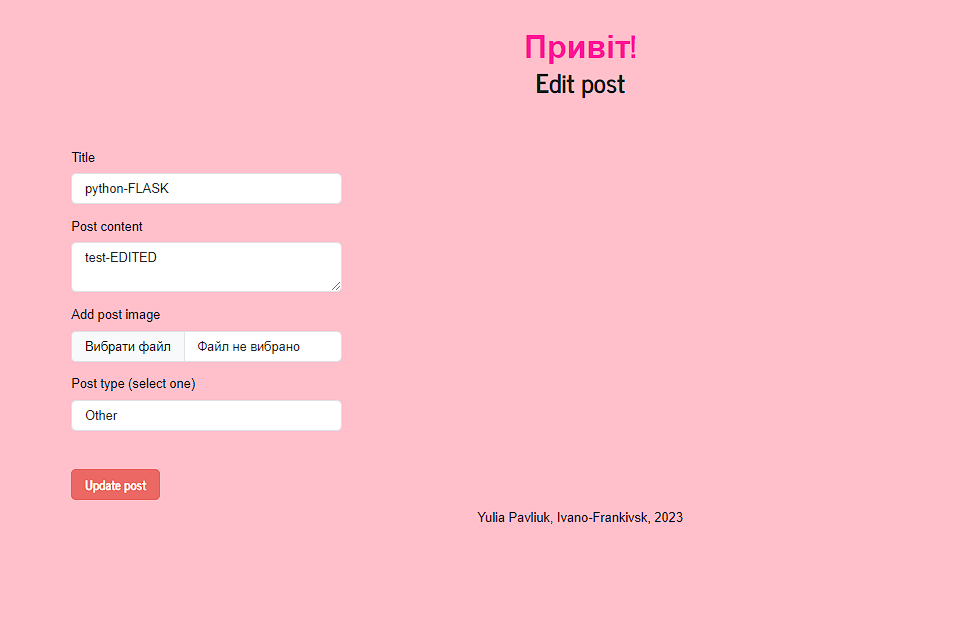 Привіт!
Edit post
Title
python-FLASK
Post content
test-EDITED
Add post image
Вибрати файл Файл не вибрано
Post type (select one)
Other
Update post
Yulia Pavliuk, Ivano-Frankivsk, 2023